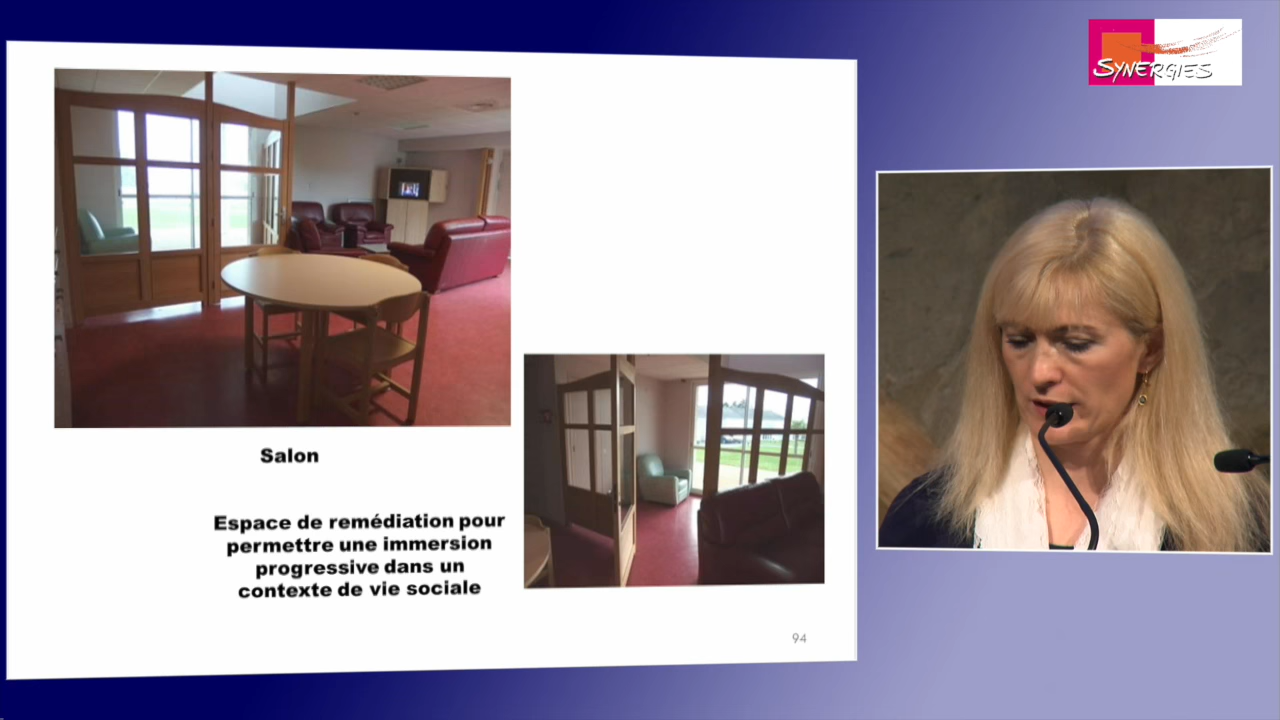 SYNERGIES
Salon
Espace de remédiation pour
permettre une immersion
progressive dans un
contexte de vie sociale
94